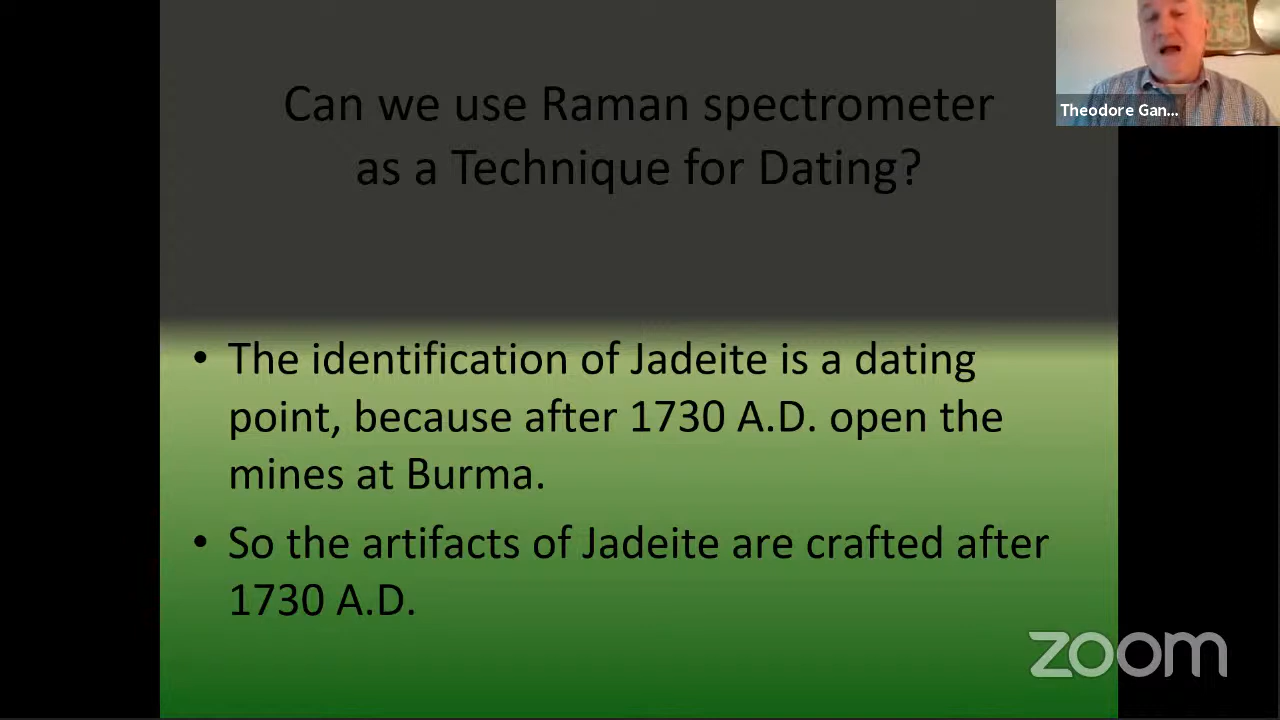 Can we use Raman spectrometer
as a Technique for Dating?
Theodore Gan...
• The identification of Jadeite is a dating
point, because after 1730 A.D. open the
mines at Burma.
• So the artifacts of Jadeite are crafted after
1730 A.D.
zoom